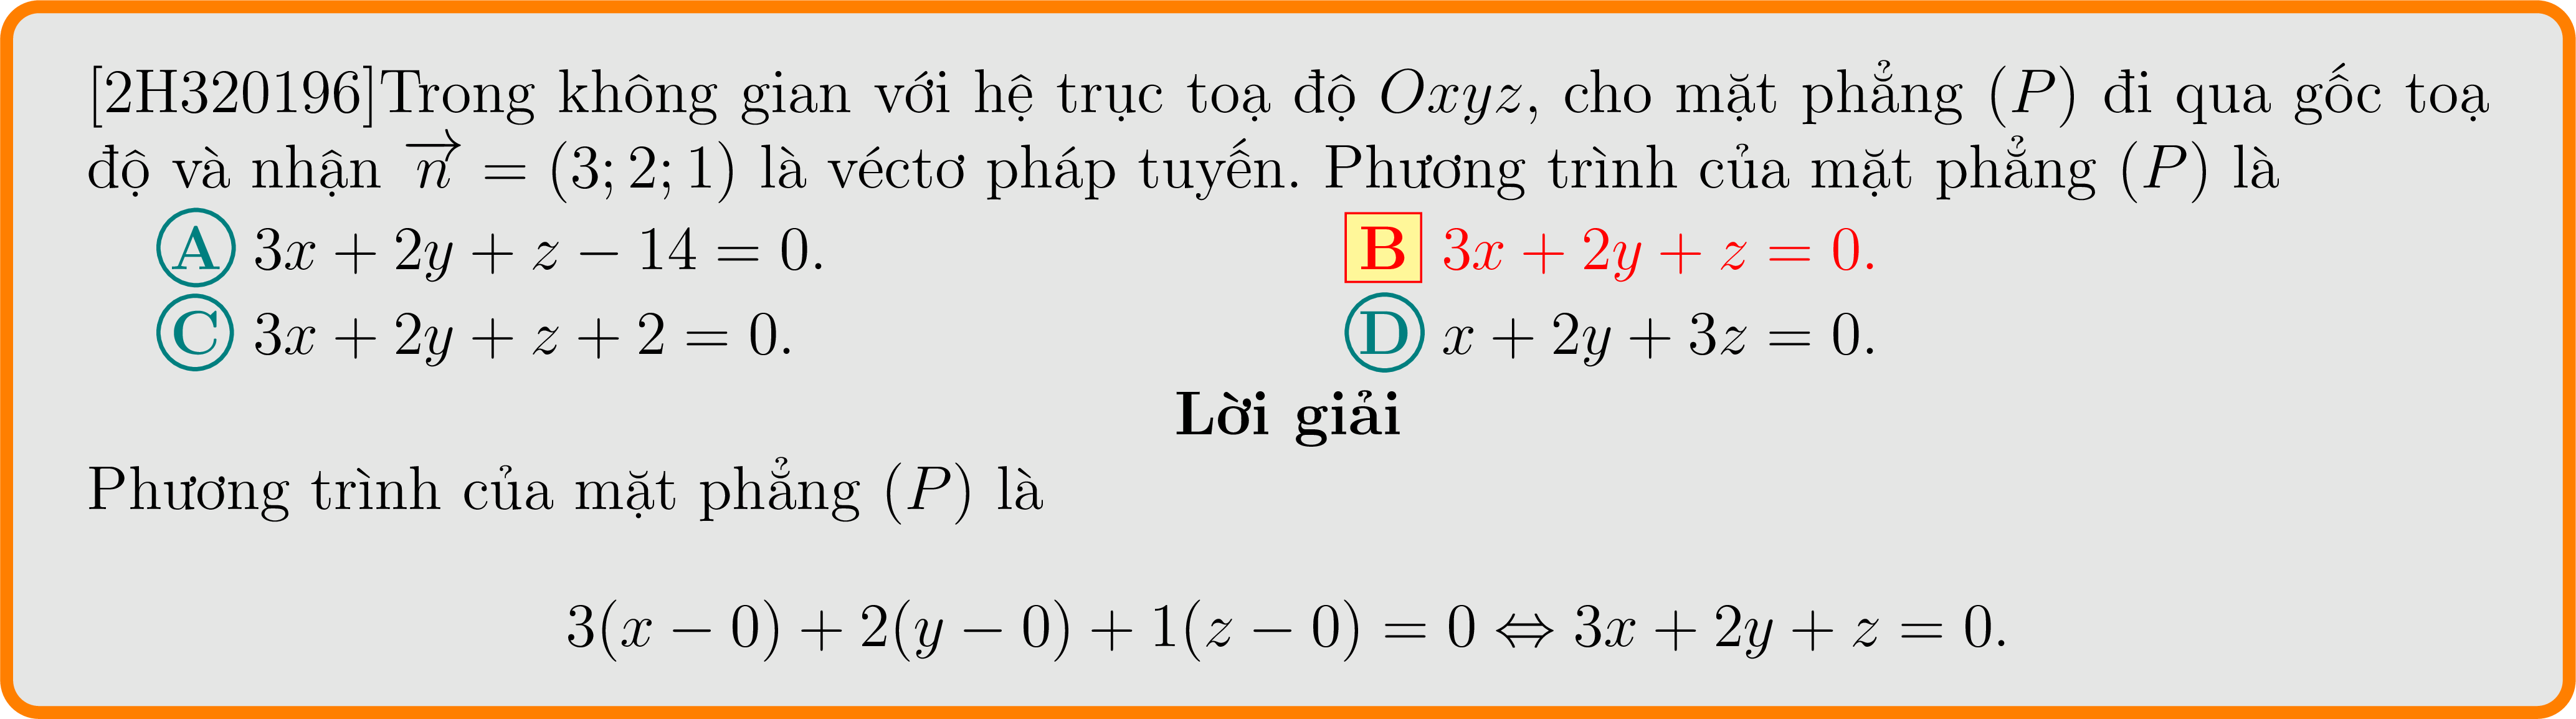 [2H320196]Trong không gian với hệ trục toạ độ Oxyz, cho mặt phẳng (P) đi qua gốc toạ
độ và nhận →n = (3; 2; 1) là véctơ pháp tuyến. Phương trình của mặt phẳng (P) là
A 3x + 2y + z − 14 = 0. B 3x + 2y + z = 0.
C 3x + 2y + z + 2 = 0. D x + 2y + 3z = 0.
Lời giải
Phương trình của mặt phẳng (P) là
3(x − 0) + 2(y − 0) + 1(z − 0) = 0 ⇔ 3x + 2y + z = 0.